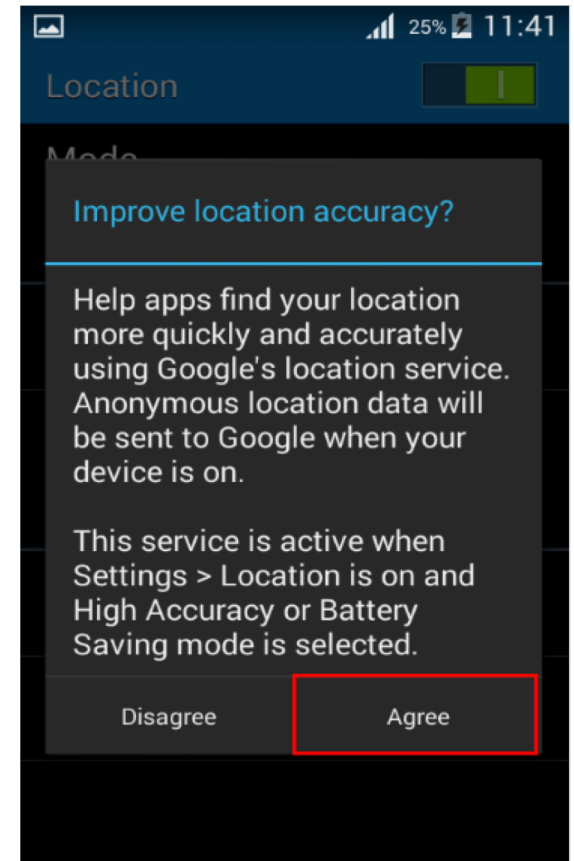 25% 11:41
Location
Mode
Improve location accuracy?
Help apps find your location
more quickly and accurately
using Google's location service.
Anonymous location data will
be sent to Google when your
device is on.
This service is active when
Settings > Location is on and
High Accuracy or Battery
Saving mode is selected.
Disagree Agree